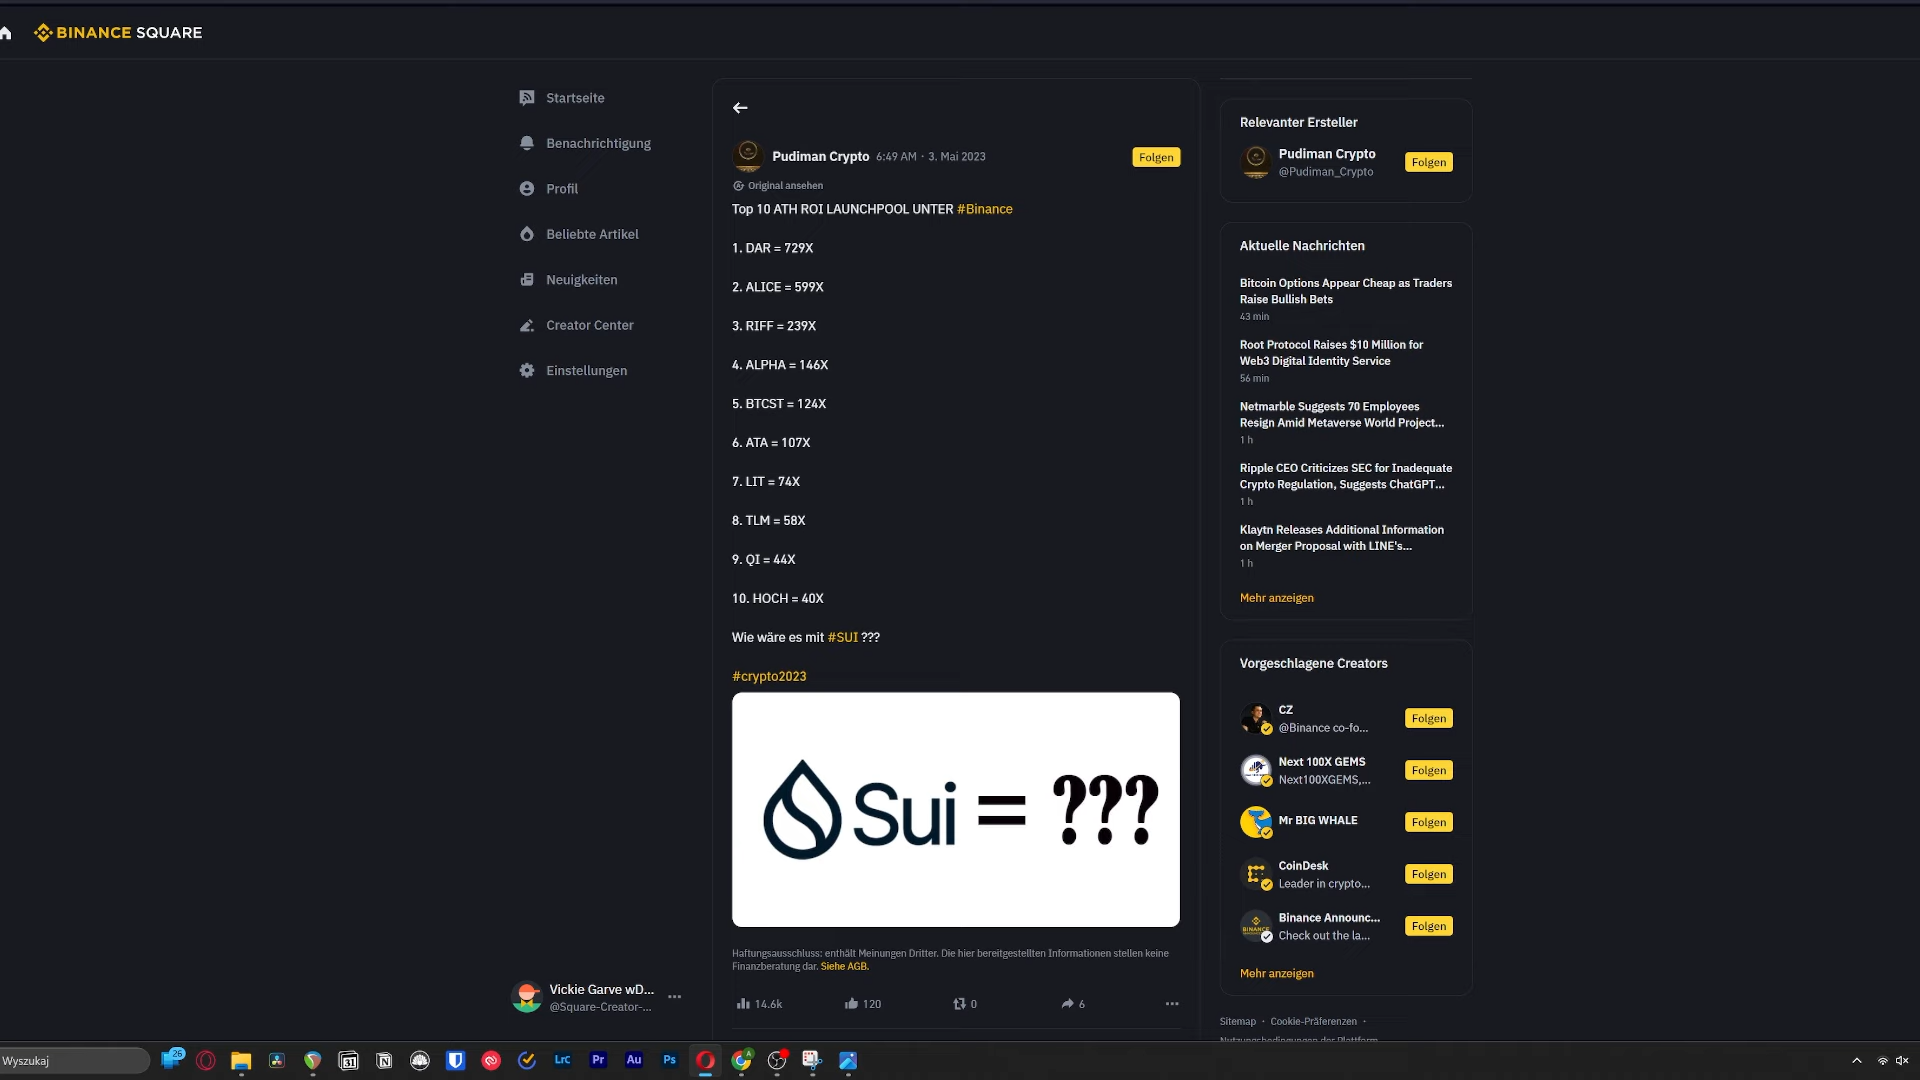 BINANCE SQUARE
Startseite
Benachrichtigung
Profil
Beliebte Artikel
Neuigkeiten
Creator Center
Einstellungen
Vickie Garve wD...
@Square-Creator-...
Pudiman Crypto 6:49 AM · 3. Mai 2023
Folgen
Original ansehen
Top 10 ATH ROI LAUNCHPOOL UNTER #Binance
1. DAR = 729X
2. ALICE = 599X
3. RIFF = 239X
4. ALPHA = 146X
5. BTCST = 124X
6. ATA = 107X
7. LIT = 74X
8. TLM = 58X
9. QI = 44X
10. HOCH = 40X
Wie wäre es mit #SUI ???
#crypto2023
Sui = ???
Haftungsausschluss: enthält Meinungen Dritter. Die hier bereitgestellten Informationen stellen keine
Finanzberatung dar. Siehe AGB.
14.6k 120 0 6
Relevanter Ersteller
Pudiman Crypto
@Pudiman_Crypto
Folgen
Aktuelle Nachrichten
Bitcoin Options Appear Cheap as Traders
Raise Bullish Bets
43 min
Root Protocol Raises $10 Million for
Web3 Digital Identity Service
56 min
Netmarble Suggests 70 Employees
Resign Amid Metaverse World Project...
1 h
Ripple CEO Criticizes SEC for Inadequate
Crypto Regulation, Suggests ChatGPT...
1 h
Klaytn Releases Additional Information
on Merger Proposal with LINE's...
1 h
Mehr anzeigen
Vorgeschlagene Creators
CZ
@Binance co-fo...
Folgen
Next 100X GEMS
Next100XGEMS,...
Folgen
Mr BIG WHALE
Folgen
CoinDesk
Leader in crypto...
Folgen
Binance Announc...
Check out the la...
Folgen
Mehr anzeigen
Sitemap · Cookie-Präferenzen ·
Nutzungsbedingungen der Plattform
Wyszukaj
26
31
Lrc
Pr
Au
Ps
A